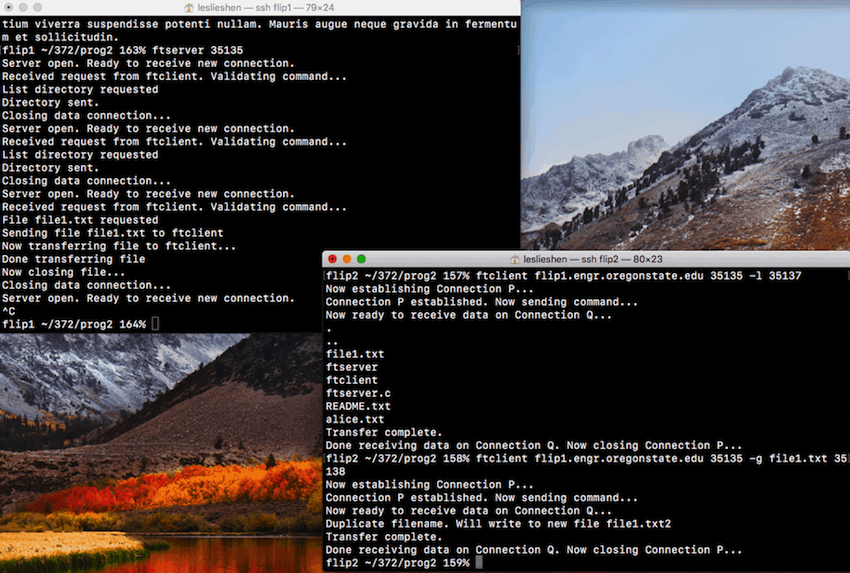 leslieshen — ssh flip1 — 79×24
tium viverra suspendisse potenti nullam. Mauris augue neque gravida in fermentu
m et sollicitudin.
flip1 ~/372/prog2 163% ftserver 35135
Server open. Ready to receive new connection.
Received request from ftclient. Validating command...
List directory requested
Directory sent.
Closing data connection...
Server open. Ready to receive new connection.
Received request from ftclient. Validating command...
List directory requested
Directory sent.
Closing data connection...
Server open. Ready to receive new connection.
Received request from ftclient. Validating command...
File file1.txt requested
Sending file file1.txt to ftclient
Now transferring file to ftclient...
Done transferring file
Now closing file...
Closing data connection...
Server open. Ready to receive new connection.
^C
flip1 ~/372/prog2 164%
leslieshen — ssh flip2 — 80×23
flip2 ~/372/prog2 157% ftclient flip1.engr.oregonstate.edu 35135 -l 35137
Now establishing Connection P...
Connection P established. Now sending command...
Now ready to receive data on Connection Q...
.
..
file1.txt
ftserver
ftclient
ftserver.c
README.txt
alice.txt
Transfer complete.
Done receiving data on Connection Q. Now closing Connection P...
flip2 ~/372/prog2 158% ftclient flip1.engr.oregonstate.edu 35135 -g file1.txt 35
138
Now establishing Connection P...
Connection P established. Now sending command...
Now ready to receive data on Connection Q...
Duplicate filename. Will write to new file file1.txt2
Transfer complete.
Done receiving data on Connection Q. Now closing Connection P...
flip2 ~/372/prog2 159%